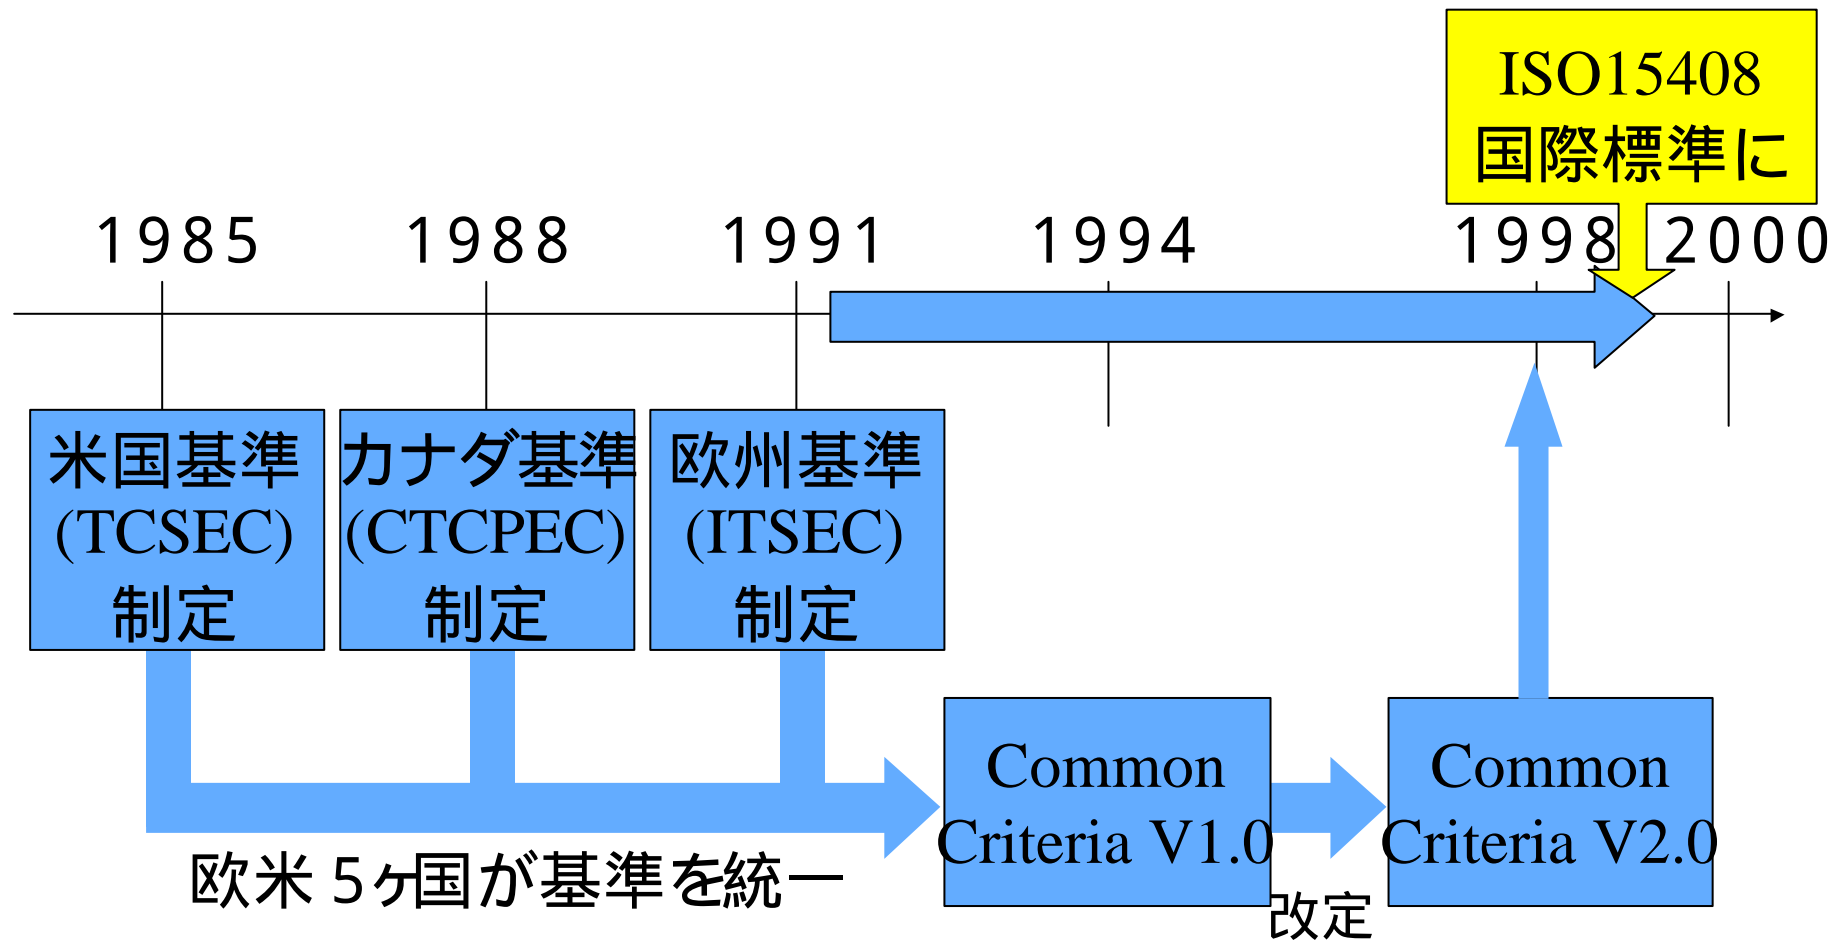 ISO15408
国際標準に
1985 1988 1991 1994 1998 2000
米国基準
(TCSEC)
制定
カナダ基準
(CTCPEC)
制定
欧州基準
(ITSEC)
制定
Common
Criteria V1.0
Common
Criteria V2.0
欧米5ヶ国が基準を統一
改定